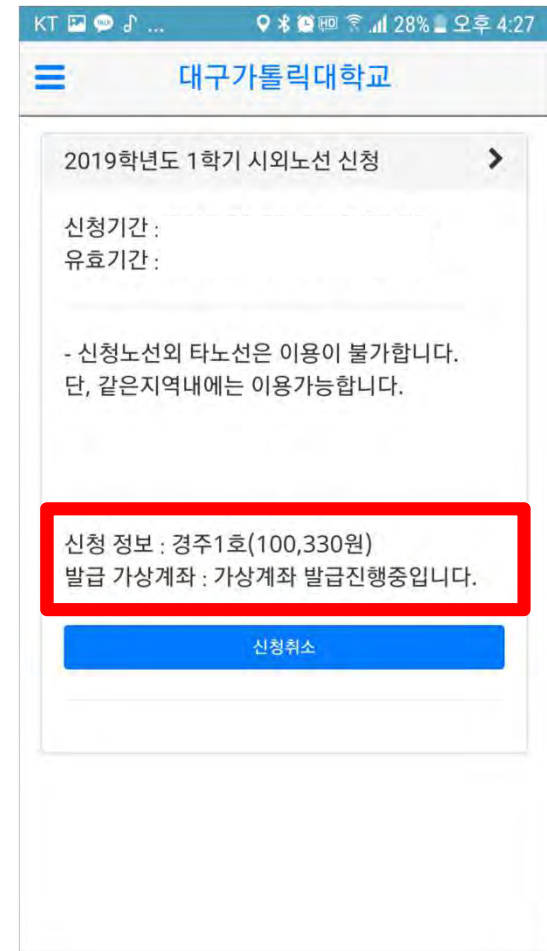 KT ... 28% 오후 4:27
대구가톨릭대학교
2019학년도 1학기 시외노선 신청
신청기간 :
유효기간 :
- 신청노선외 타노선은 이용이 불가합니다.
단, 같은지역내에는 이용가능합니다.
신청 정보 : 경주1호(100,330원)
발급 가상계좌 : 가상계좌 발급진행중입니다.
신청취소